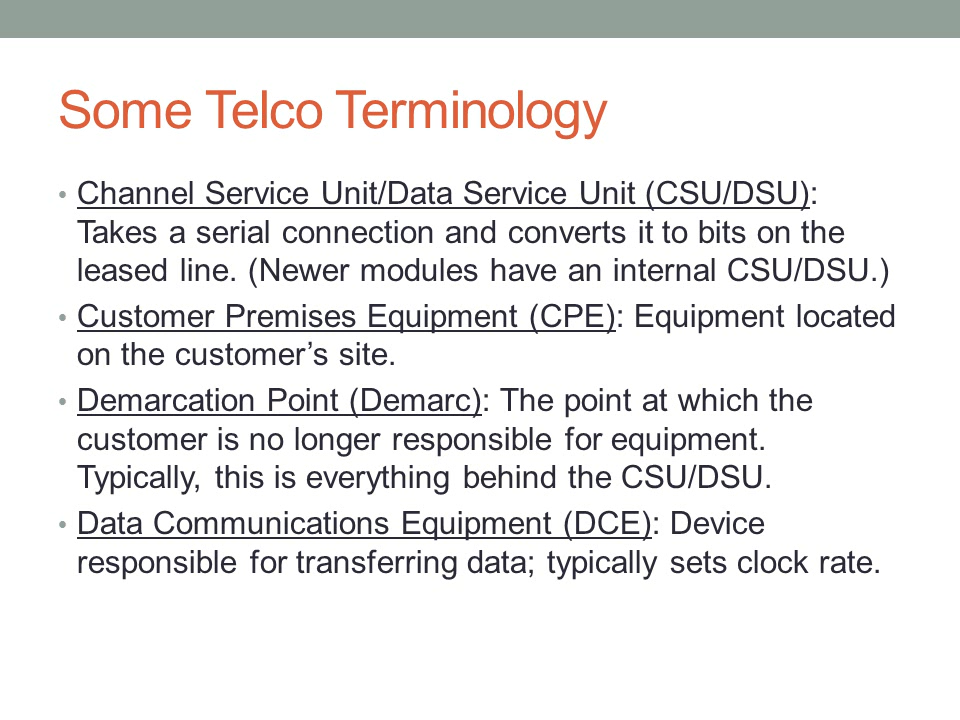 Some Telco Terminology
• Channel Service Unit/Data Service Unit (CSU/DSU):
Takes a serial connection and converts it to bits on the
leased line. (Newer modules have an internal CSU/DSU.)
• Customer Premises Equipment (CPE): Equipment located
on the customer’s site.
• Demarcation Point (Demarc): The point at which the
customer is no longer responsible for equipment.
Typically, this is everything behind the CSU/DSU.
• Data Communications Equipment (DCE): Device
responsible for transferring data; typically sets clock rate.